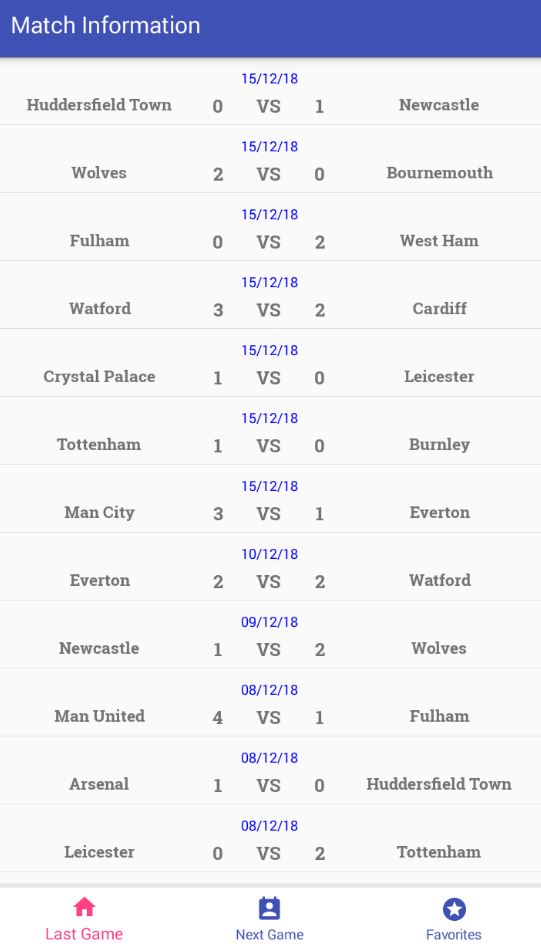 Match Information
15/12/18
Huddersfield Town 0 VS 1 Newcastle
15/12/18
Wolves 2 VS 0 Bournemouth
15/12/18
Fulham 0 VS 2 West Ham
15/12/18
Watford 3 VS 2 Cardiff
15/12/18
Crystal Palace 1 VS 0 Leicester
15/12/18
Tottenham 1 VS 0 Burnley
15/12/18
Man City 3 VS 1 Everton
10/12/18
Everton 2 VS 2 Watford
09/12/18
Newcastle 1 VS 2 Wolves
08/12/18
Man United 4 VS 1 Fulham
08/12/18
Arsenal 1 VS 0 Huddersfield Town
08/12/18
Leicester 0 VS 2 Tottenham
Last Game Next Game Favorites